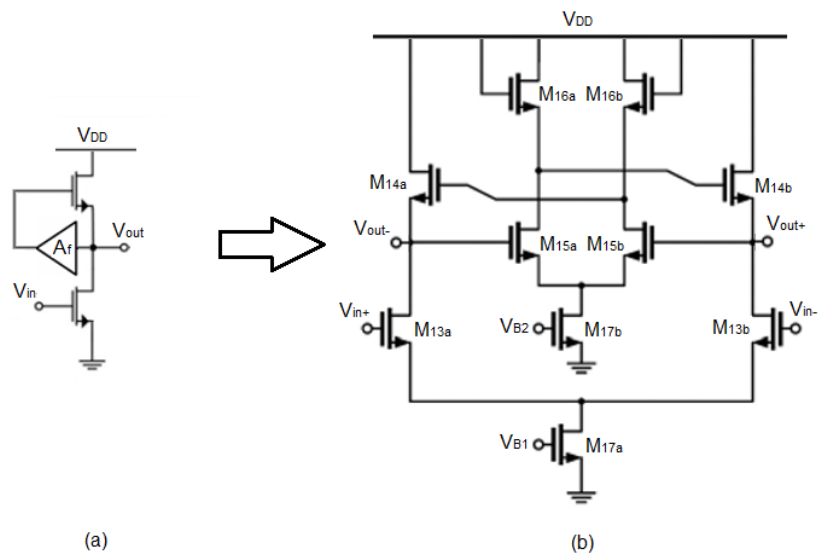 VDD
Af
Vout
Vin
(a)
VDD
M16a
M16b
M14a
M14b
Vout-
Vout+
M15a
M15b
Vin+
Vin-
M13a
VB2
M17b
M13b
VB1
M17a
(b)